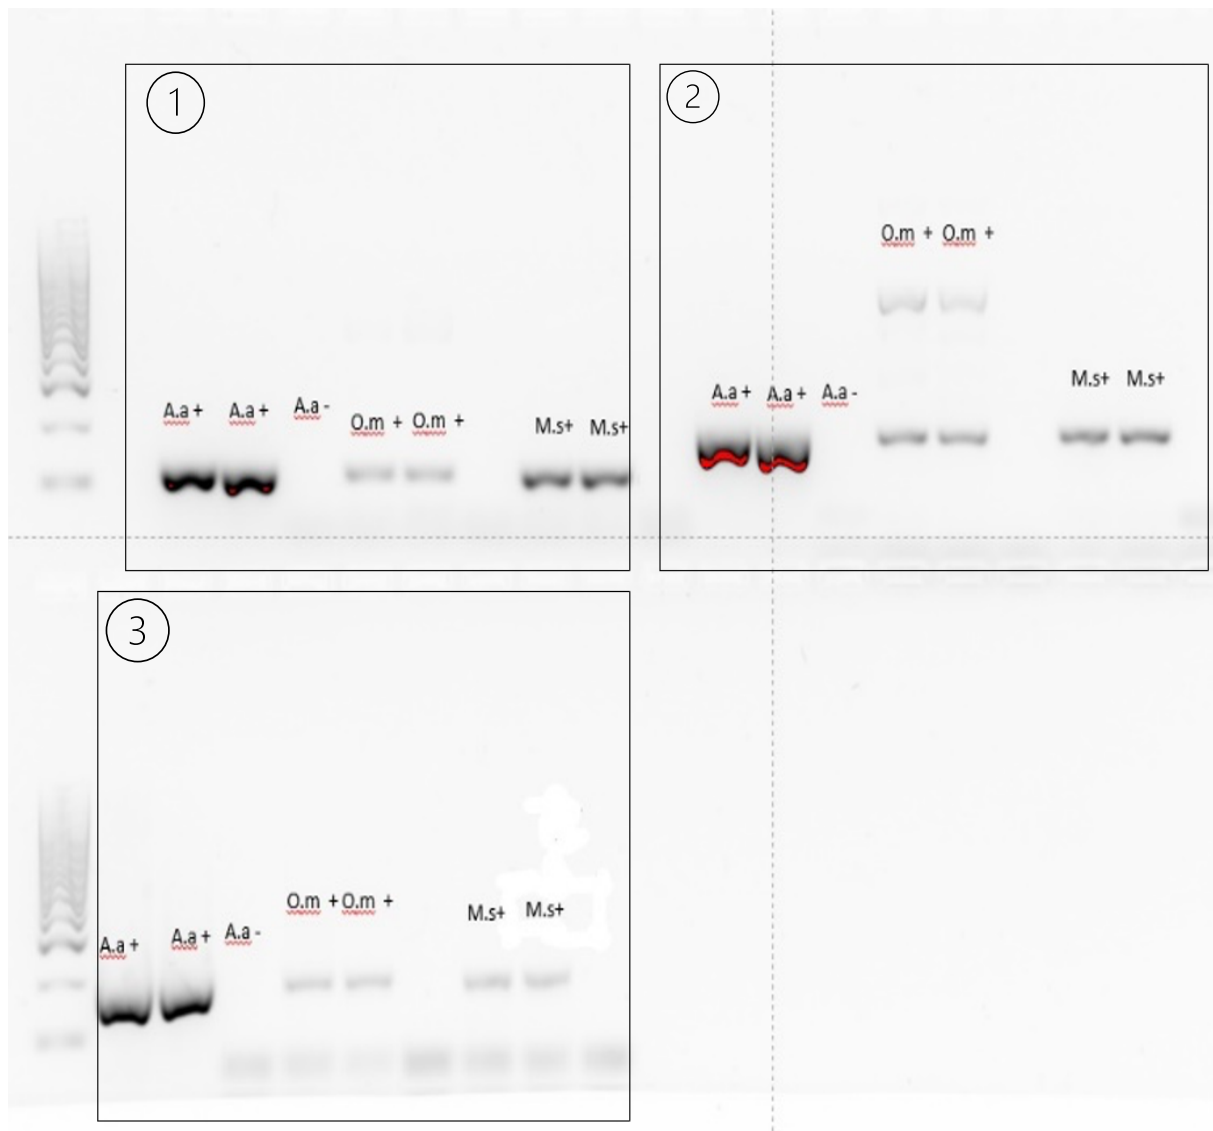 1
2
O.m + O.m +
A.a + A.a + A.a - O.m + O.m + M.s+ M.s+
A.a + A.a + A.a - M.s+ M.s+
3
O.m + O.m + M.s+ M.s+
A.a + A.a + A.a -